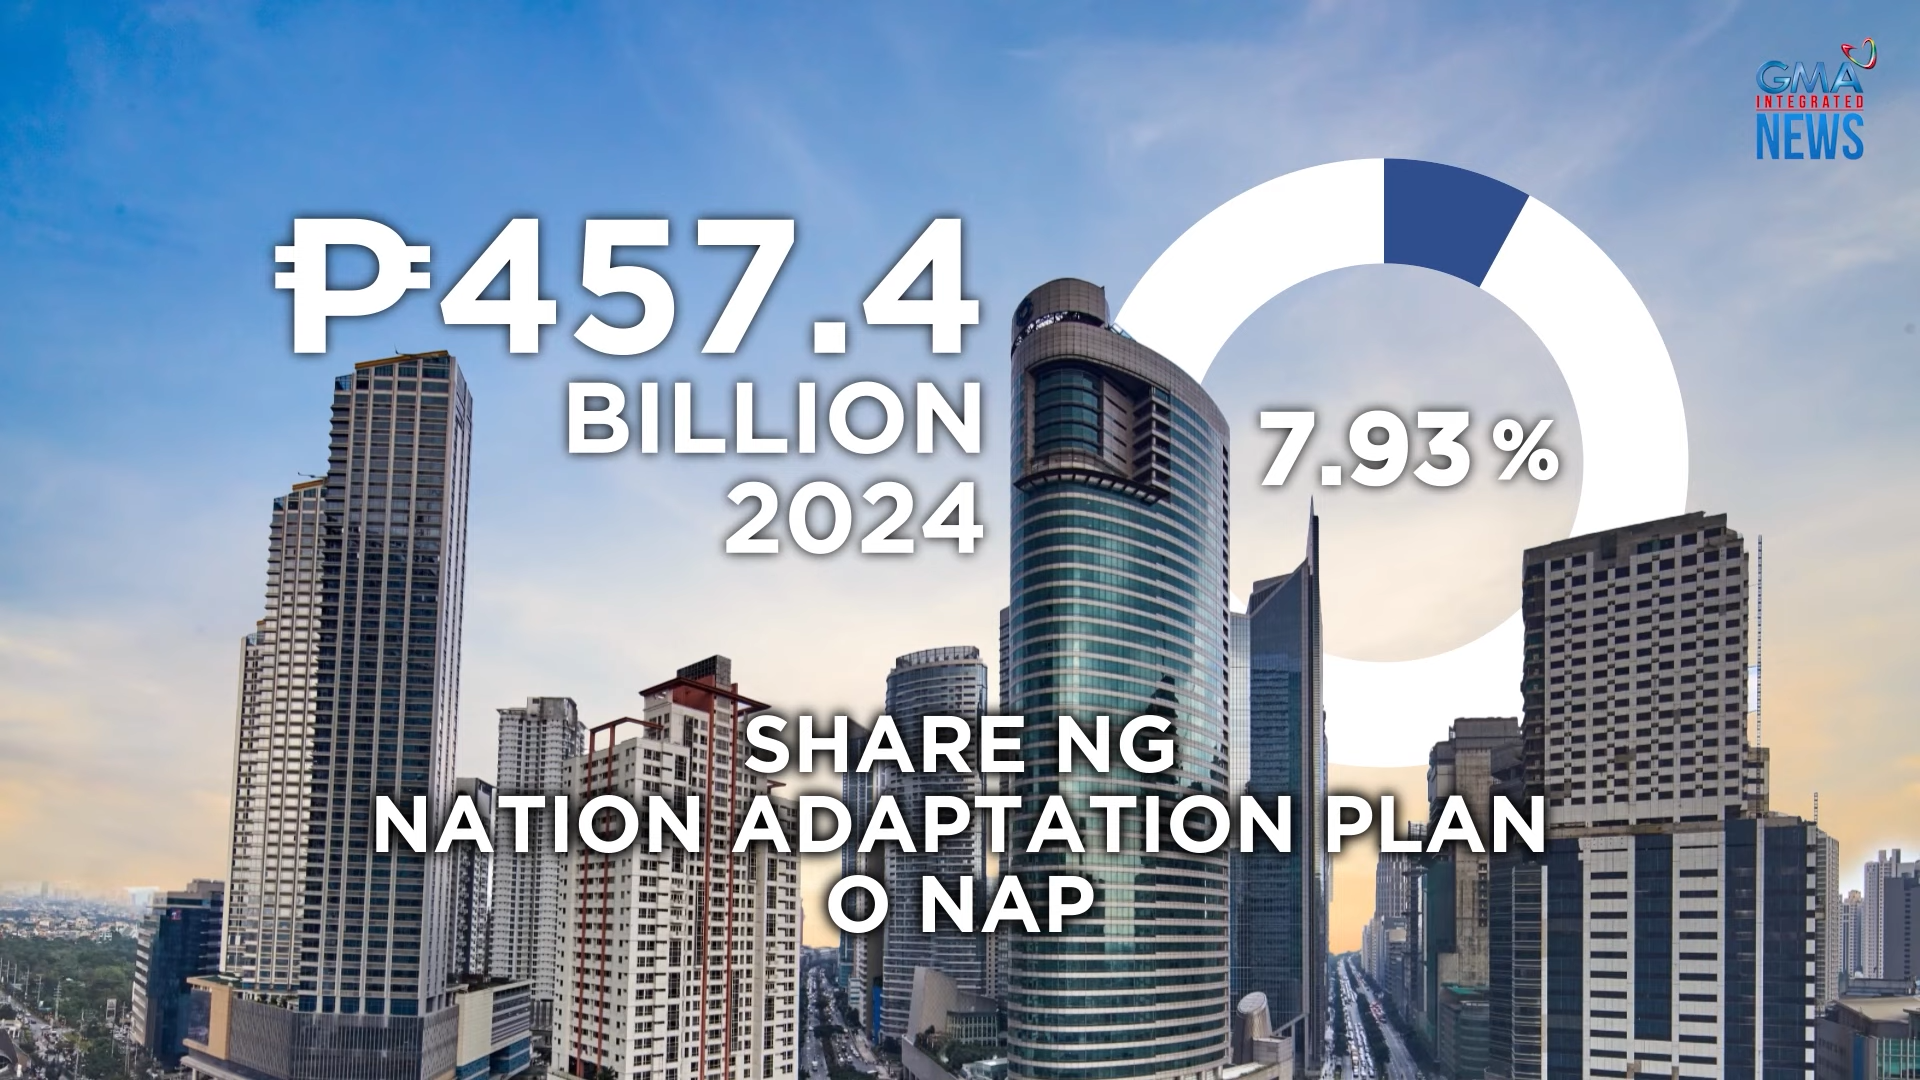 GMA
INTEGRATED
NEWS
₱457.4
BILLION
2024
7.93 %
SHARE NG
NATION ADAPTATION PLAN
O NAP